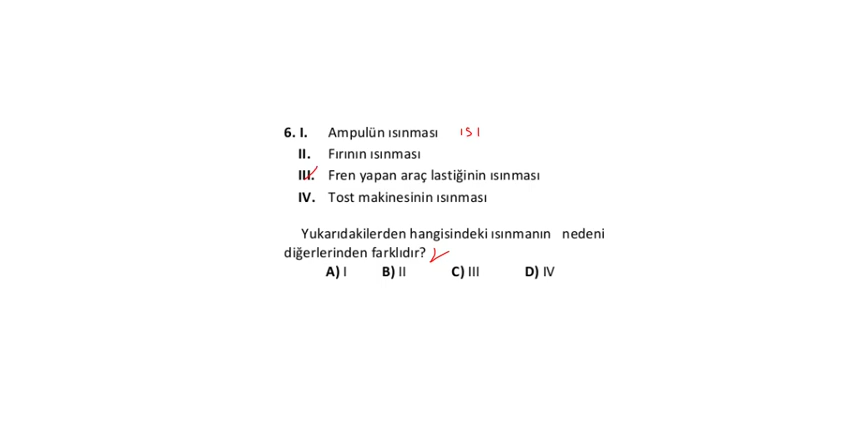 6. I. Ampulün ısınması ısı
II. Fırının ısınması
III. Fren yapan araç lastiğinin ısınması
IV. Tost makinesinin ısınması
Yukarıdakilerden hangisindeki ısınmanın nedeni
diğerlerinden farklıdır?
A) I B) II C) III D) IV